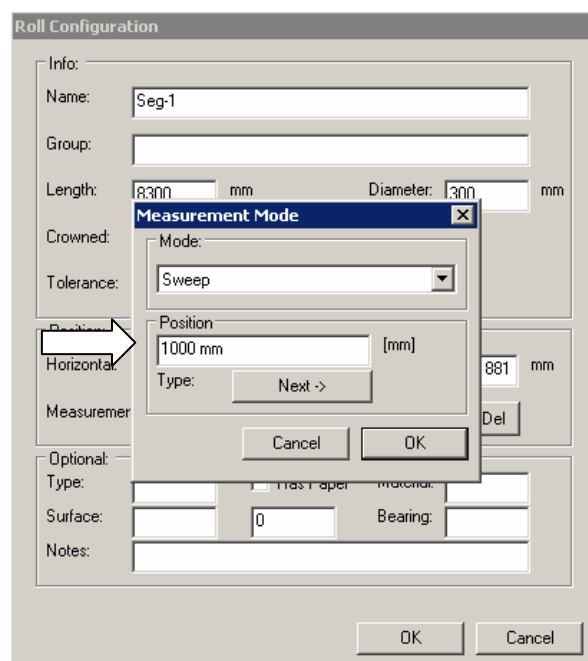 Roll Configuration
Info:
Name: Seg-1
Group:
Length: 8300 mm Diameter: 300 mm
Measurement Mode
Crowned:
Mode:
Tolerance:
Sweep
Position
1000 mm [mm]
Horizontal: 881 mm
Type: Next ->
Measuremen Del
Cancel OK
Optional:
Type: Has Paper Material:
Surface: 0 Bearing:
Notes:
OK Cancel